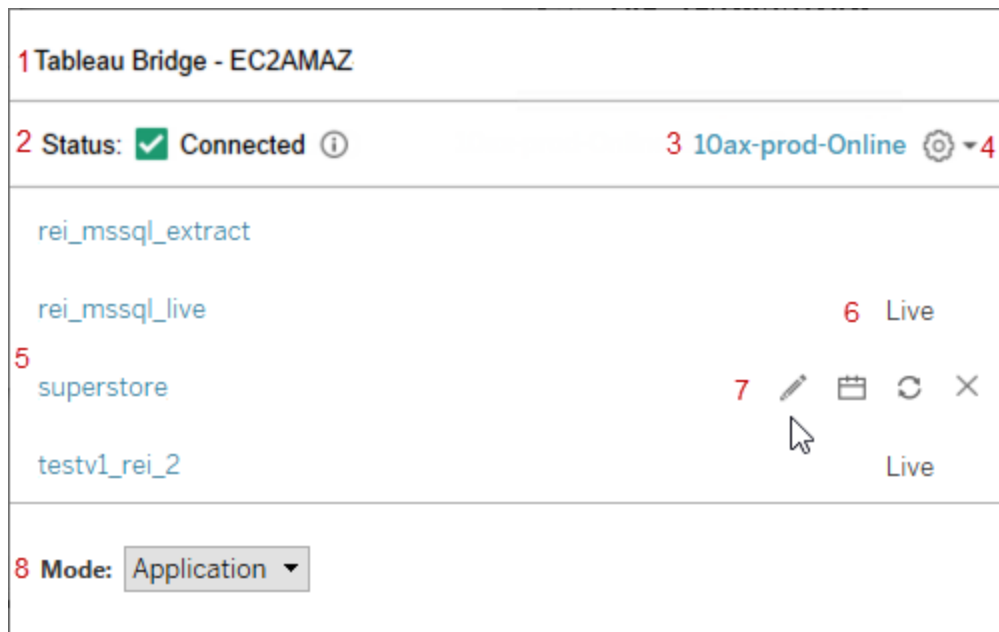 1 Tableau Bridge - EC2AMAZ
2 Status: Connected 3 10ax-prod-Online 4
rei_mssql_extract
rei_mssql_live 6 Live
5
superstore 7
testv1_rei_2 Live
8 Mode: Application